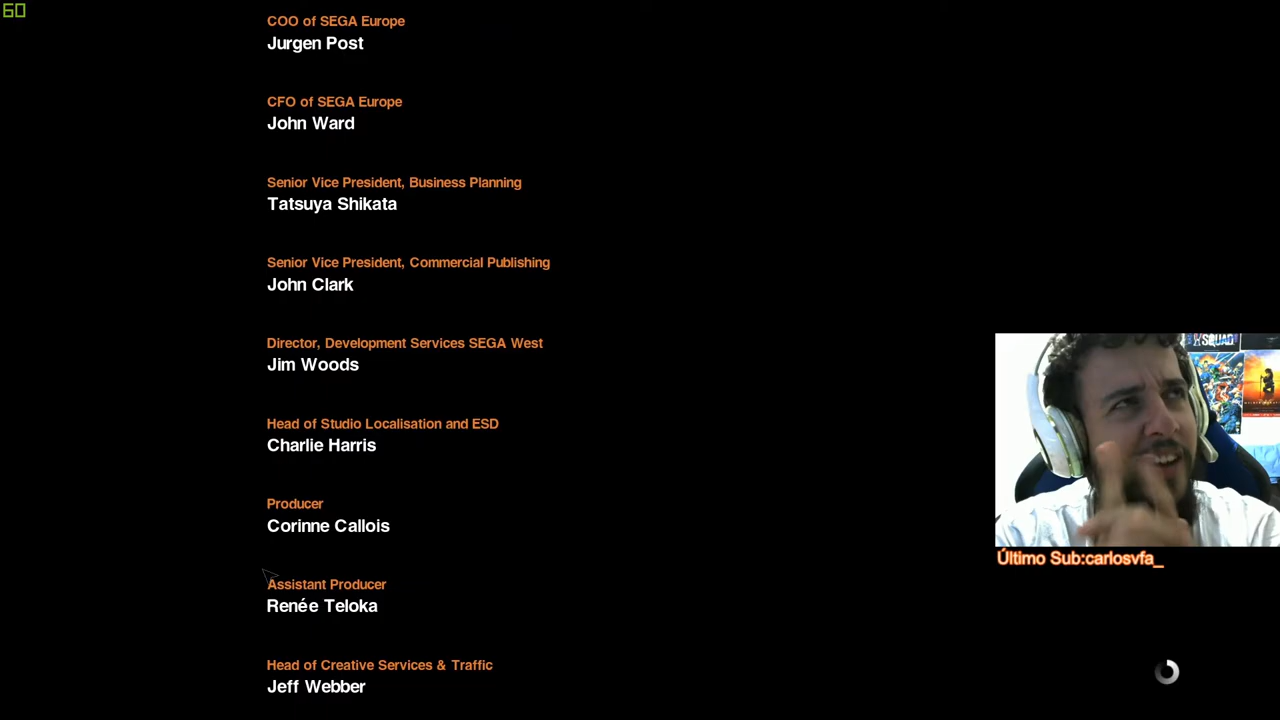 60
COO of SEGA Europe
Jurgen Post
CFO of SEGA Europe
John Ward
Senior Vice President, Business Planning
Tatsuya Shikata
Senior Vice President, Commercial Publishing
John Clark
Director, Development Services SEGA West
Jim Woods
Head of Studio Localisation and ESD
Charlie Harris
Producer
Corinne Callois
Assistant Producer
Renée Teloka
Head of Creative Services & Traffic
Jeff Webber
SQUAD
Último Sub:carlosvfa_